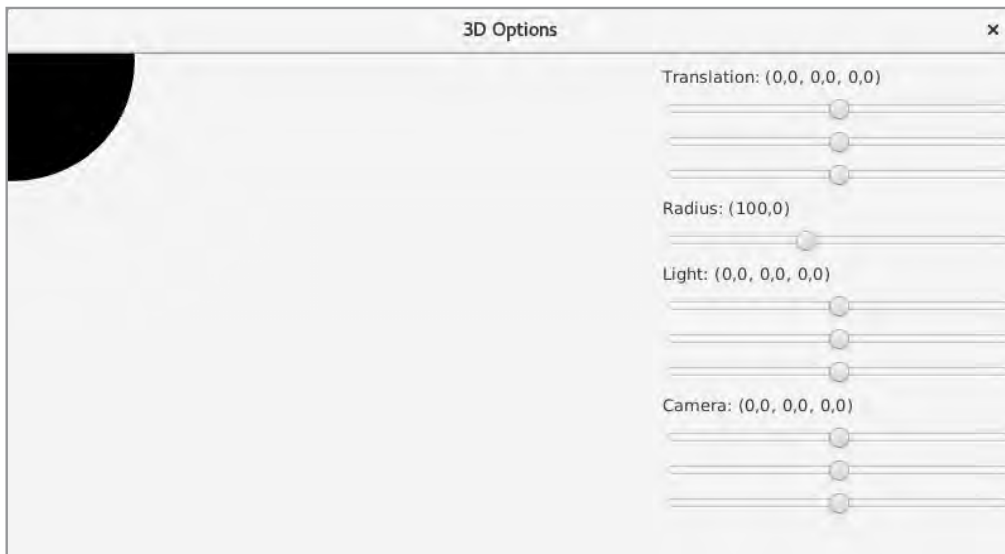 3D Options ×
Translation: (0,0, 0,0, 0,0)
Radius: (100,0)
Light: (0,0, 0,0, 0,0)
Camera: (0,0, 0,0, 0,0)